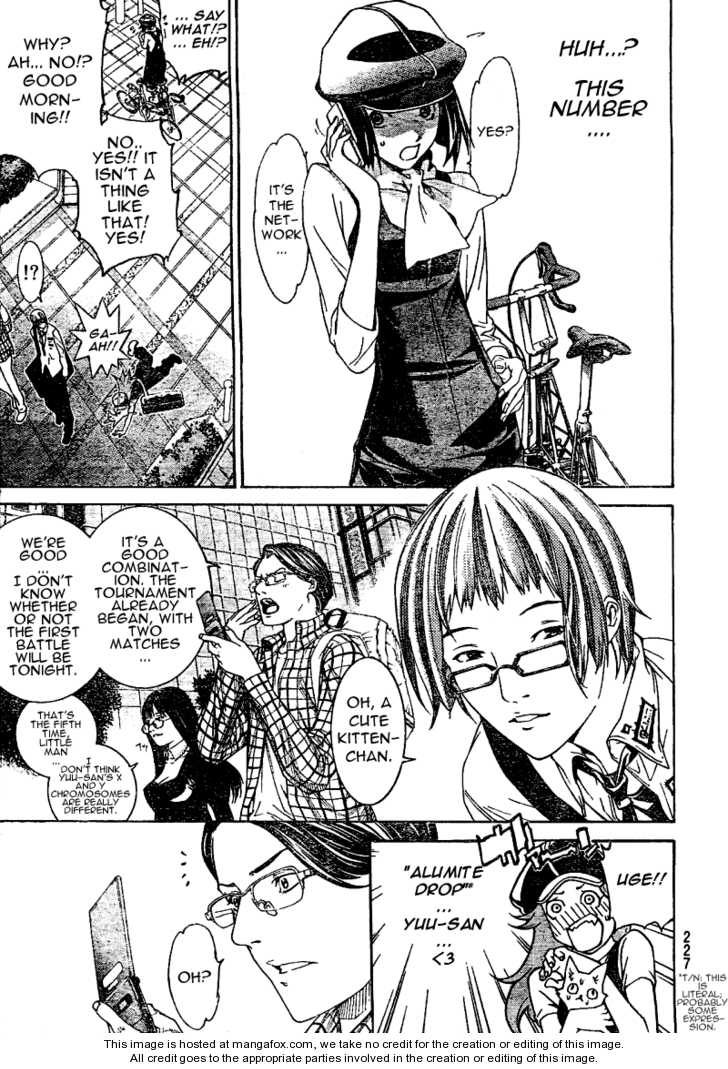 HUH...?
THIS
NUMBER
....
YES?
IT'S
THE
NET-
WORK
...
... SAY
WHAT!?
... EH!?
WHY?
AH... NO!?
GOOD
MORN-
ING!!
NO..
YES!! IT
ISN'T A
THING
LIKE
THAT!
YES!
!?
GA-
AH!!
OH, A
CUTE
KITTEN-
CHAN.
IT'S A
GOOD
COMBINAT-
ION. THE
TOURNAMENT
ALREADY
BEGAN, WITH
TWO
MATCHES
...
WE'RE
GOOD
...
I DON'T
KNOW
WHETHER
OR NOT
THE FIRST
BATTLE
WILL BE
TONIGHT.
THAT'S
THE FIFTH
TIME,
LITTLE
MAN
... I
DON'T THINK
YUU-SAN'S X
AND Y
CHROMOSOMES
ARE REALLY
DIFFERENT.
UGE!!
"ALUMITE
DROP"*
...
YUU-SAN
...
<3
OH?
227
*T/N: THIS
IS
LITERAL;
PROBABLY
SOME
EXPRES-
SION.
This image is hosted at mangafox.com, we take no credit for the creation or editing of this image.
All credit goes to the appropriate parties involved in the creation or editing of this image.